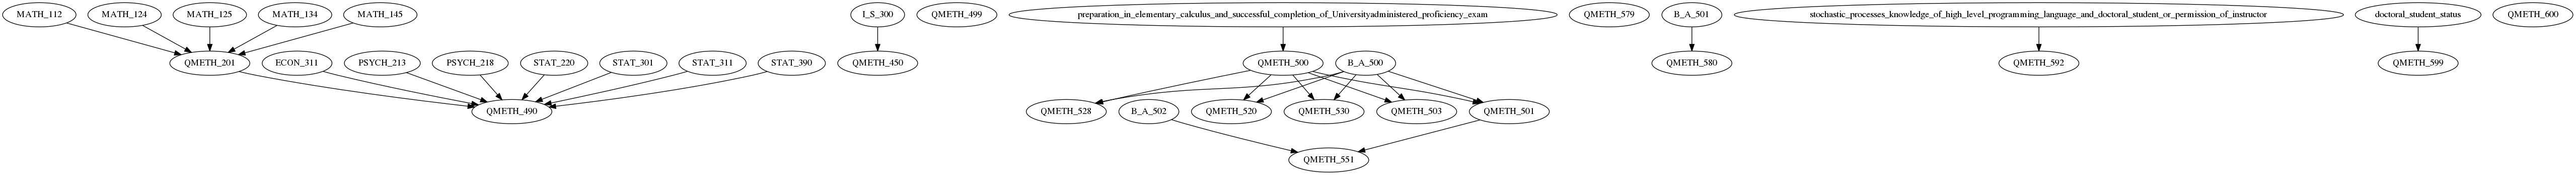 MATH_112
MATH_124
MATH_125
MATH_134
MATH_145
I_S_300
QMETH_499
preparation_in_elementary_calculus_and_successful_completion_of_Universityadministered_proficiency_exam
QMETH_579
B_A_501
stochastic_processes_knowledge_of_high_level_programming_language_and_doctoral_student_or_permission_of_instructor
doctoral_student_status
QMETH_600
QMETH_201
ECON_311
PSYCH_213
PSYCH_218
STAT_220
STAT_301
STAT_311
STAT_390
QMETH_450
QMETH_500
B_A_500
QMETH_580
QMETH_592
QMETH_599
QMETH_490
QMETH_528
B_A_502
QMETH_520
QMETH_530
QMETH_503
QMETH_501
QMETH_551